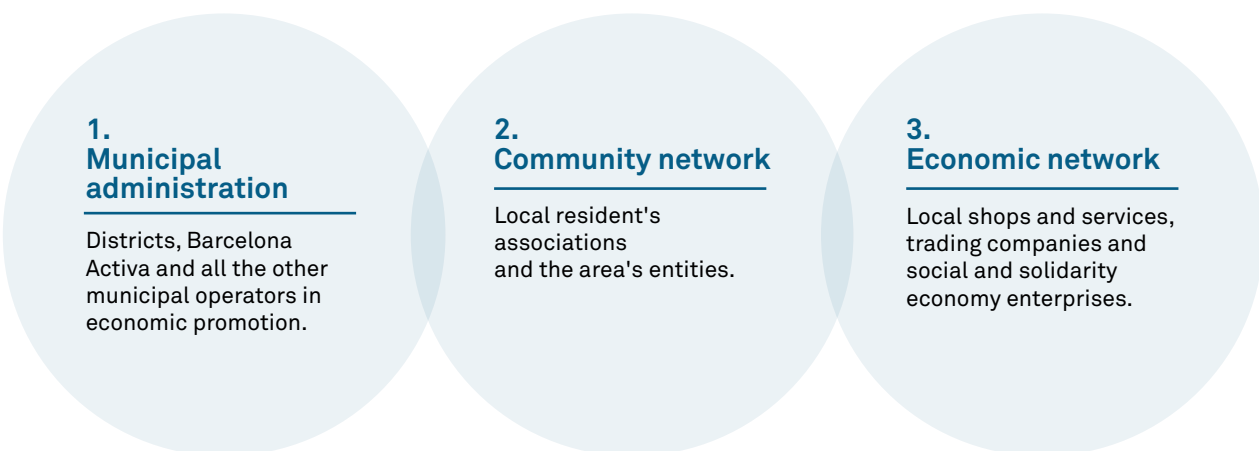 1.
Municipal
administration
Districts, Barcelona
Activa and all the other
municipal operators in
economic promotion.
2.
Community network
Local resident's
associations
and the area's entities.
3.
Economic network
Local shops and services,
trading companies and
social and solidarity
economy enterprises.